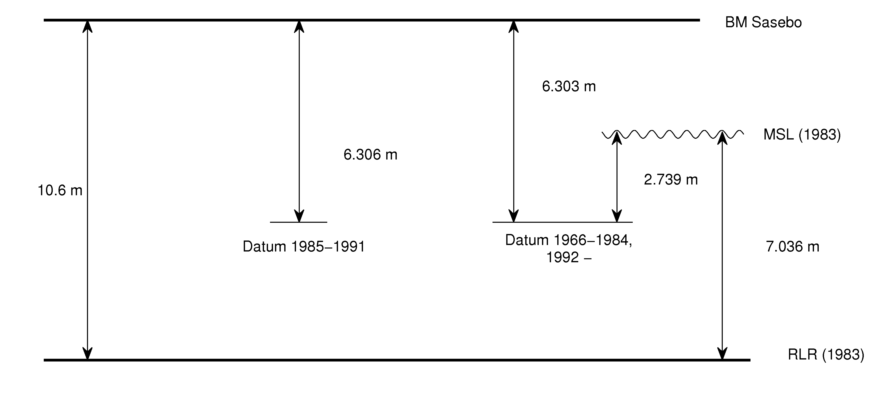 BM Sasebo
6.303 m
MSL (1983)
6.306 m
2.739 m
10.6 m
Datum 1985–1991
Datum 1966–1984,
1992 –
7.036 m
RLR (1983)